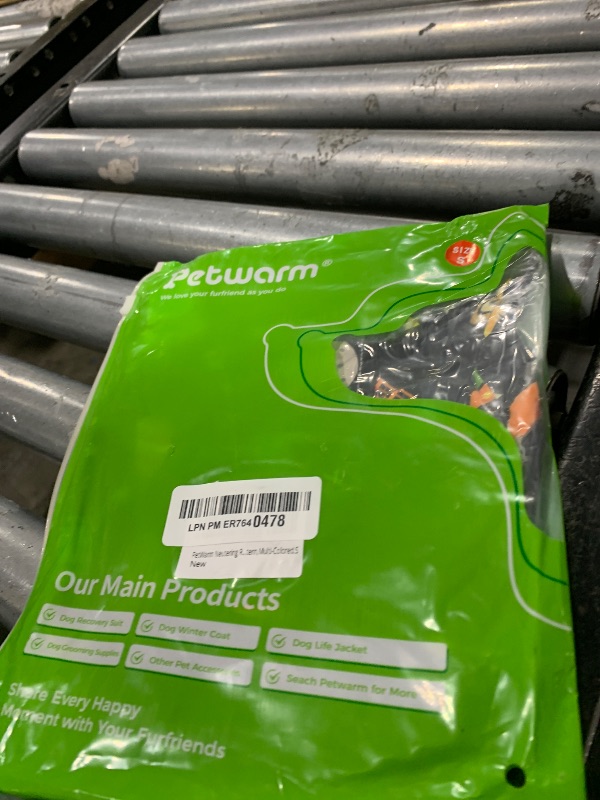 Petwarm®
We love your furfriend as you do
SIZE
LPN PM ER7640478
New
Our Main Products
Dog Recovery Suit
Dog Winter Coat
Dog Life Jacket
Dog Grooming Supplies
Other Pet
Seach Petwarm for More
Share Every Happy
Moment with Your Furfriends